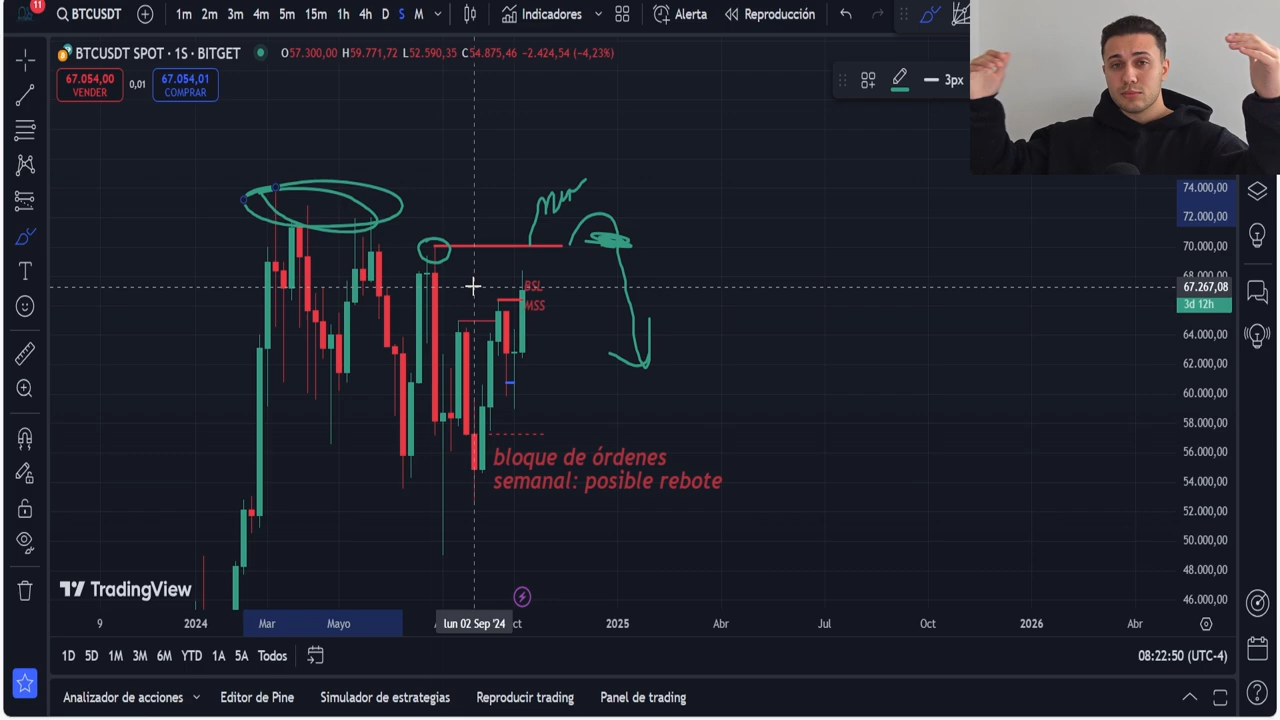 11
BTCUSDT
1m 2m 3m 4m 5m 15m 1h 4h D S M
Indicadores
Alerta
Reproducción
BTCUSDT SPOT · 1S · BITGET
O57.300,00 H59.771,72 L52.590,35 C54.875,46 −2.424,54 (−4,23%)
67.054,00
VENDER
0,01
67.054,01
COMPRAR
3px
74.000,00
72.000,00
70.000,00
68.000,00
67.267,08
3d 12h
64.000,00
62.000,00
60.000,00
58.000,00
56.000,00
54.000,00
52.000,00
50.000,00
48.000,00
46.000,00
BSL
MSS
bloque de órdenes
semanal: posible rebote
TradingView
9 2024 Mar Mayo lun 02 Sep '24 ct 2025 Abr Jul Oct 2026 Abr
1D 5D 1M 3M 6M YTD 1A 5A Todos
08:22:50 (UTC-4)
Analizador de acciones Editor de Pine Simulador de estrategias Reproducir trading Panel de trading